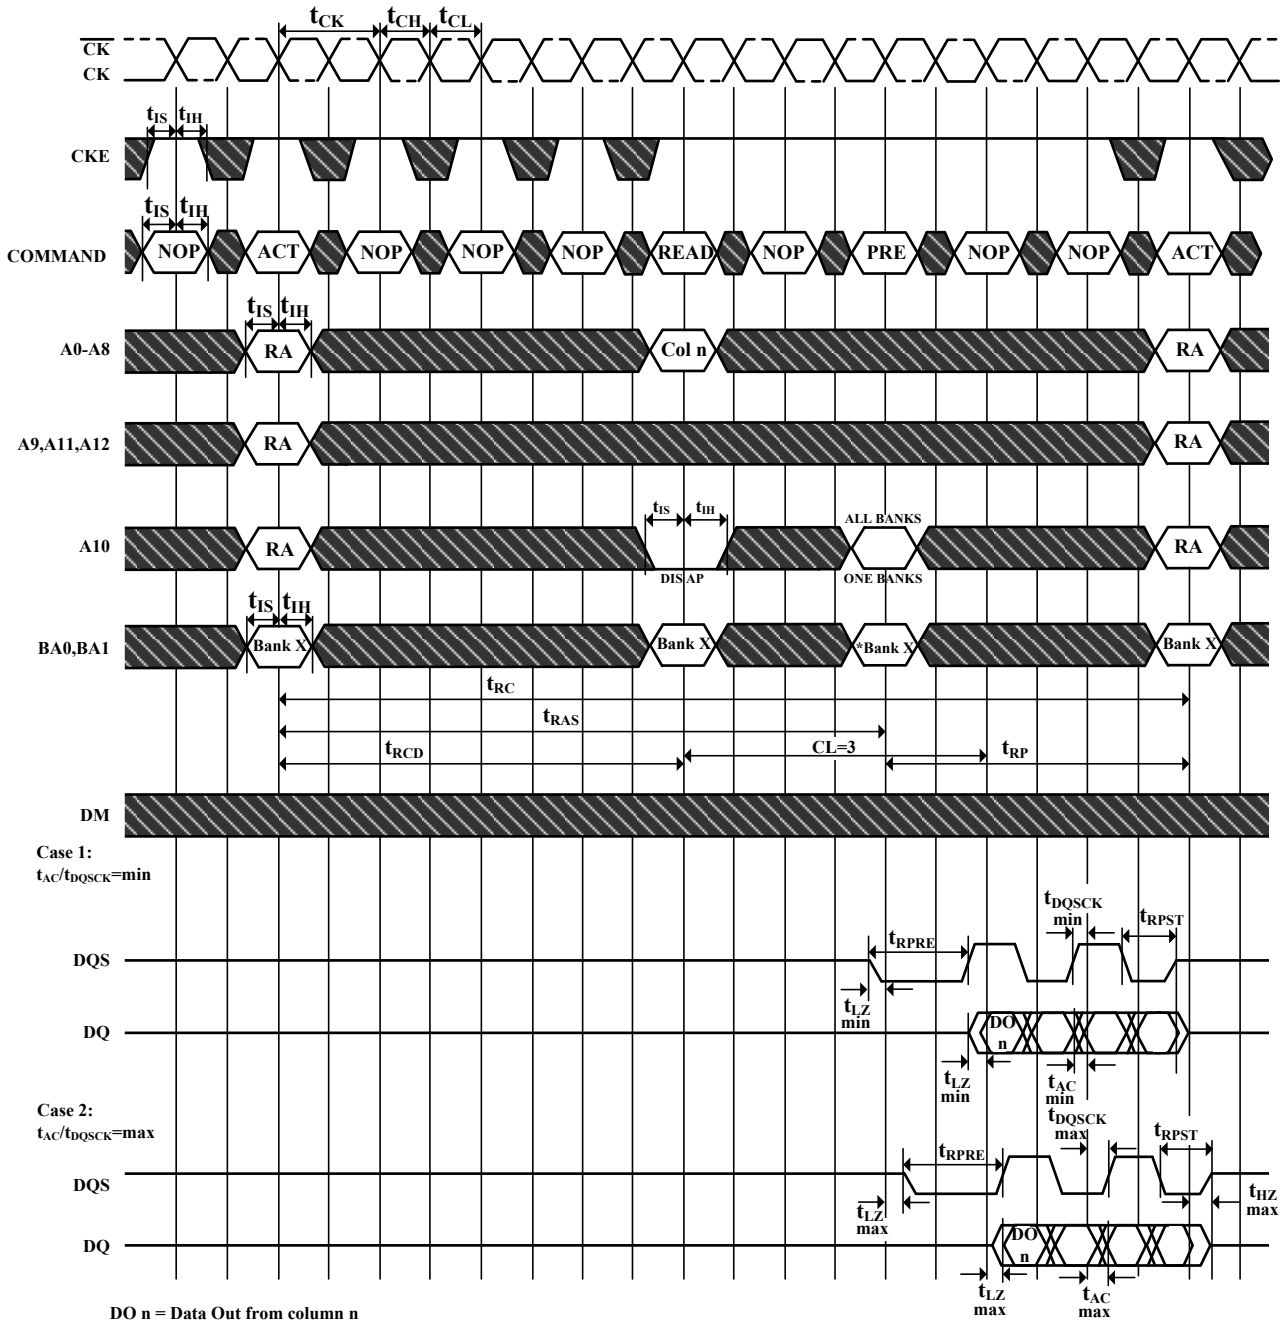 tCK tCH tCL
CK
CK
tIS tIH
CKE
tIS tIH
COMMAND NOP ACT NOP NOP NOP READ NOP PRE NOP NOP ACT
tIS tIH
A0-A8 RA Col n RA
A9,A11,A12 RA RA
tIS tIH ALL BANKS
A10 RA RA
DIS AP ONE BANKS
tIS tIH
BA0,BA1 Bank X Bank X *Bank X Bank X
tRC
tRAS
tRCD CL=3 tRP
DM
Case 1:
tAC/tDQSCK=min
tDQSCK min tRPST
tRPRE
DQS
tLZ min
DQ DO n
tLZ min tAC min
Case 2:
tAC/tDQSCK=max
tDQSCK max tRPST
tRPRE
DQS
tLZ max tHZ max
DQ DO n
tLZ max tAC max
DO n = Data Out from column n